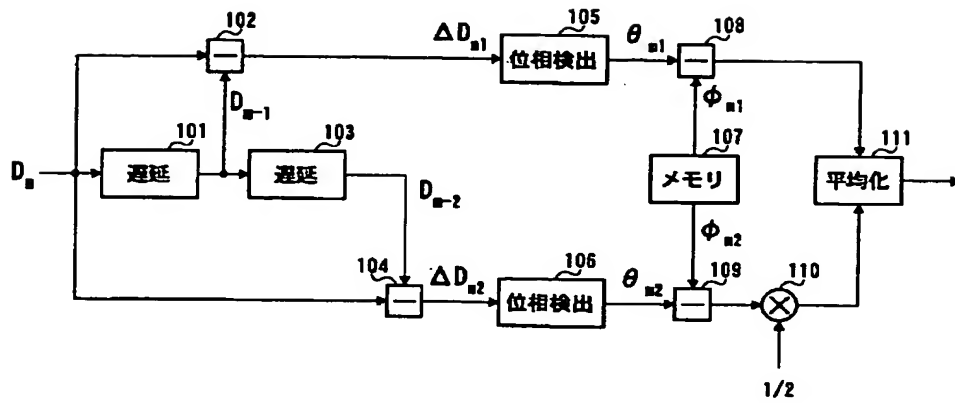 102
ΔD_m1
105
位相検出
θ_m1
108
D_m-1
φ_m1
D_m
101
遅延
103
遅延
D_m-2
107
メモリ
111
平均化
φ_m2
104
ΔD_m2
106
位相検出
θ_m2
109
110
1/2